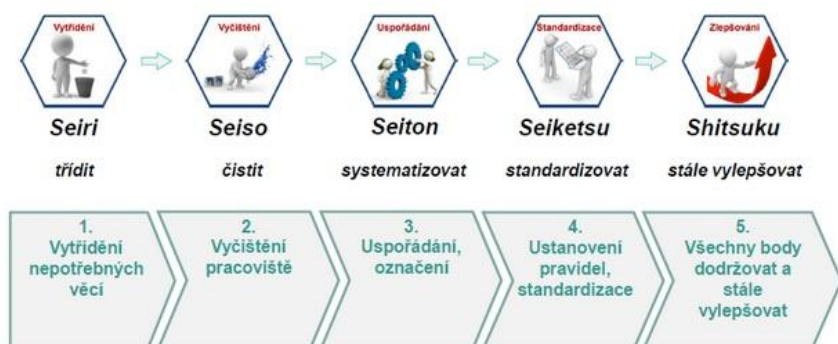 Vytřídění
Vyčištění
Uspořádání
Standardizace
Zlepšování
Seiri
Seiso
Seiton
Seiketsu
Shitsuku
třídit
čistit
systematizovat
standardizovat
stále vylepšovat
1.
Vytřídění
nepotřebných
věcí
2.
Vyčištění
pracoviště
3.
Uspořádání,
označení
4.
Ustanovení
pravidel,
standardizace
5.
Všechny body
dodržovat a
stále
vylepšovat